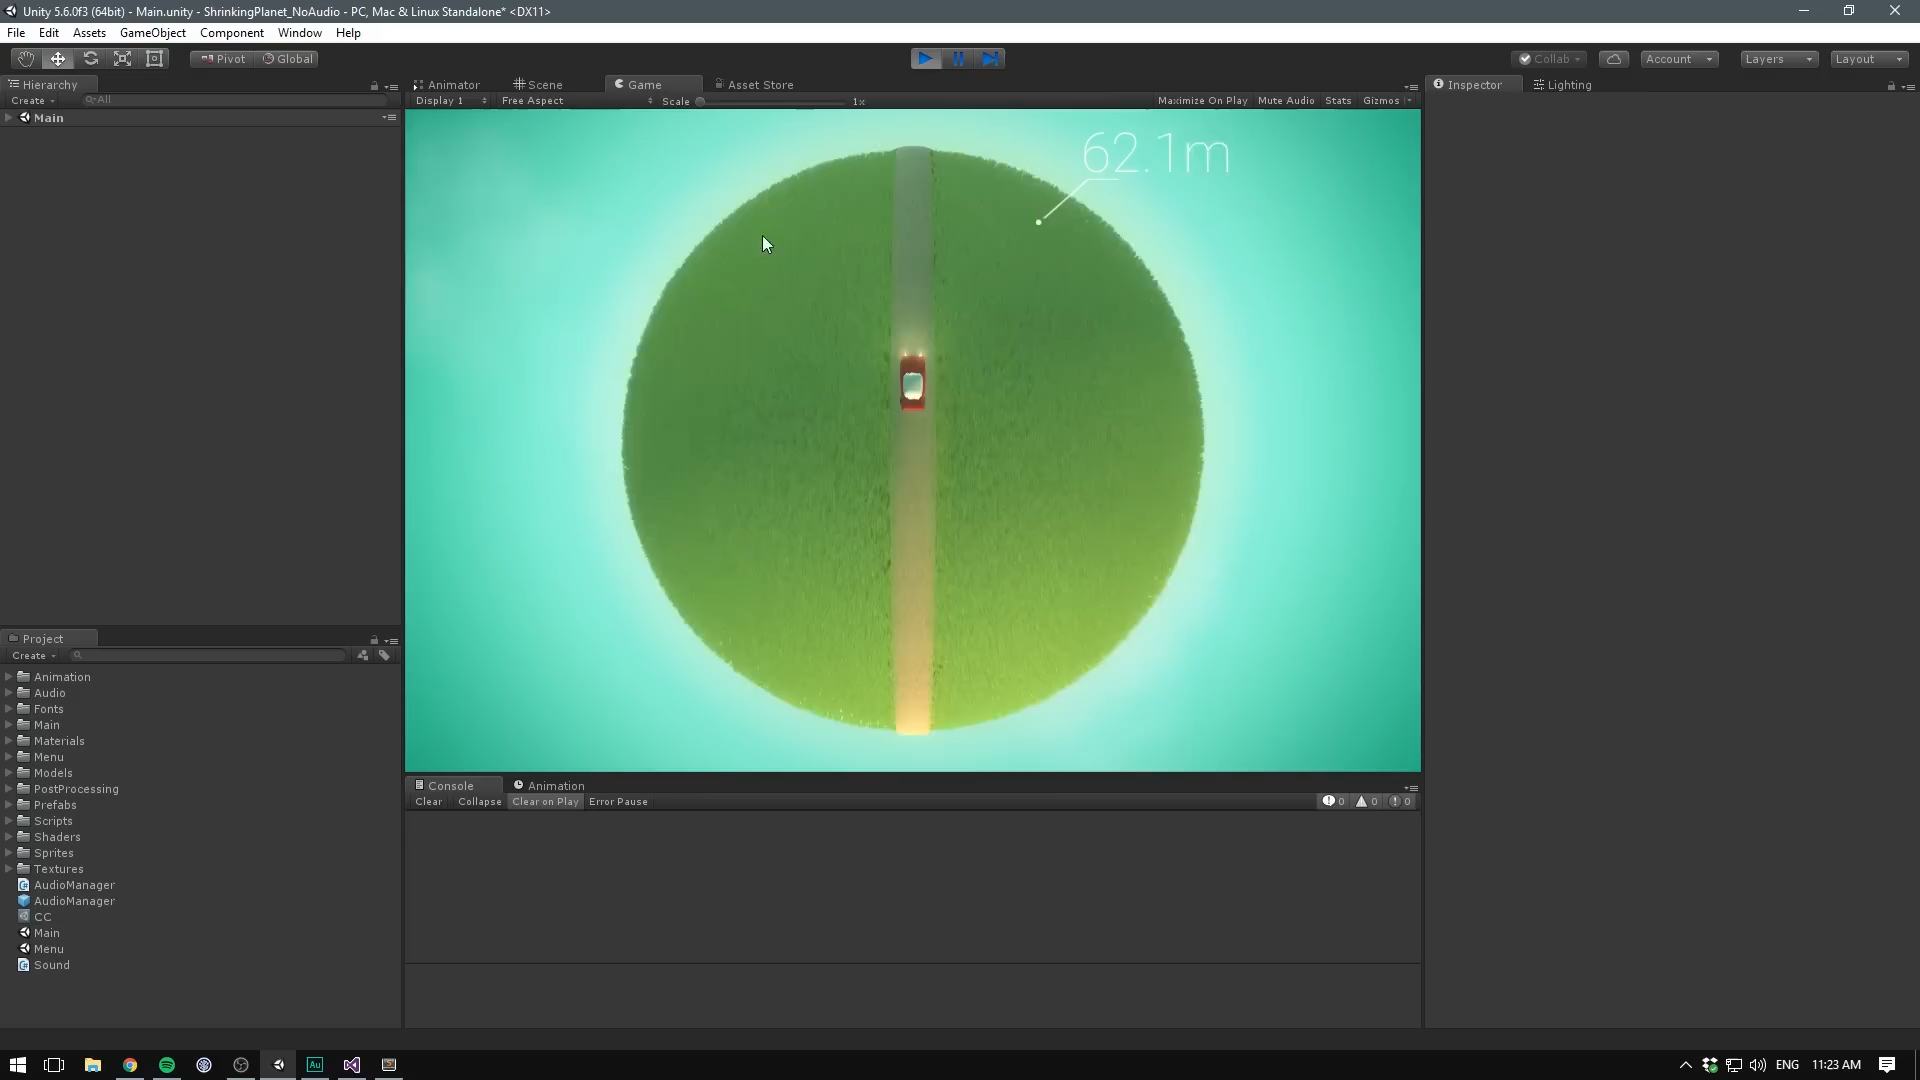 Unity 5.6.0f3 (64bit) - Main.unity - ShrinkingPlanet_NoAudio - PC, Mac & Linux Standalone* <DX11>
File Edit Assets GameObject Component Window Help
Pivot Global Collab Account Layers Layout
Hierarchy Animator Scene Game Asset Store Inspector Lighting
Create All Display 1 Free Aspect Scale 1x Maximize On Play Mute Audio Stats Gizmos
Main
62.1m
Project
Create
Animation
Audio
Fonts
Main
Materials
Menu
Models
PostProcessing
Prefabs
Scripts
Shaders
Sprites
Textures
AudioManager
AudioManager
CC
Main
Menu
Sound
Console Animation
Clear Collapse Clear on Play Error Pause 0 0 0
Au ENG 11:23 AM